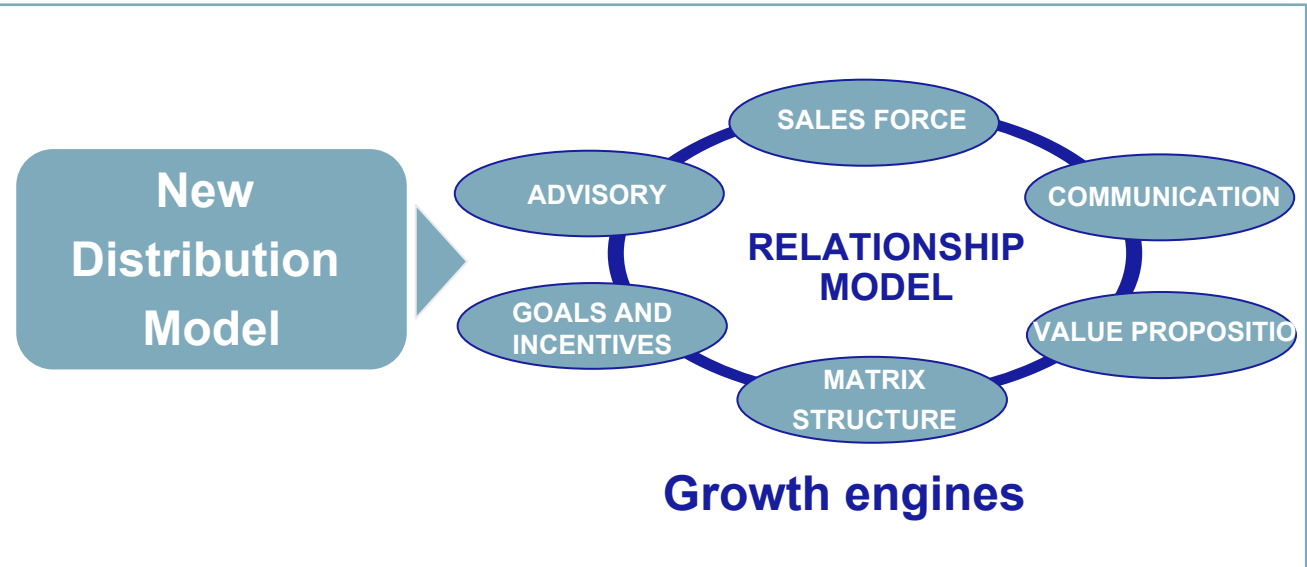 New
Distribution
Model
SALES FORCE
ADVISORY
COMMUNICATION
RELATIONSHIP
MODEL
GOALS AND
INCENTIVES
VALUE PROPOSITIO
MATRIX
STRUCTURE
Growth engines